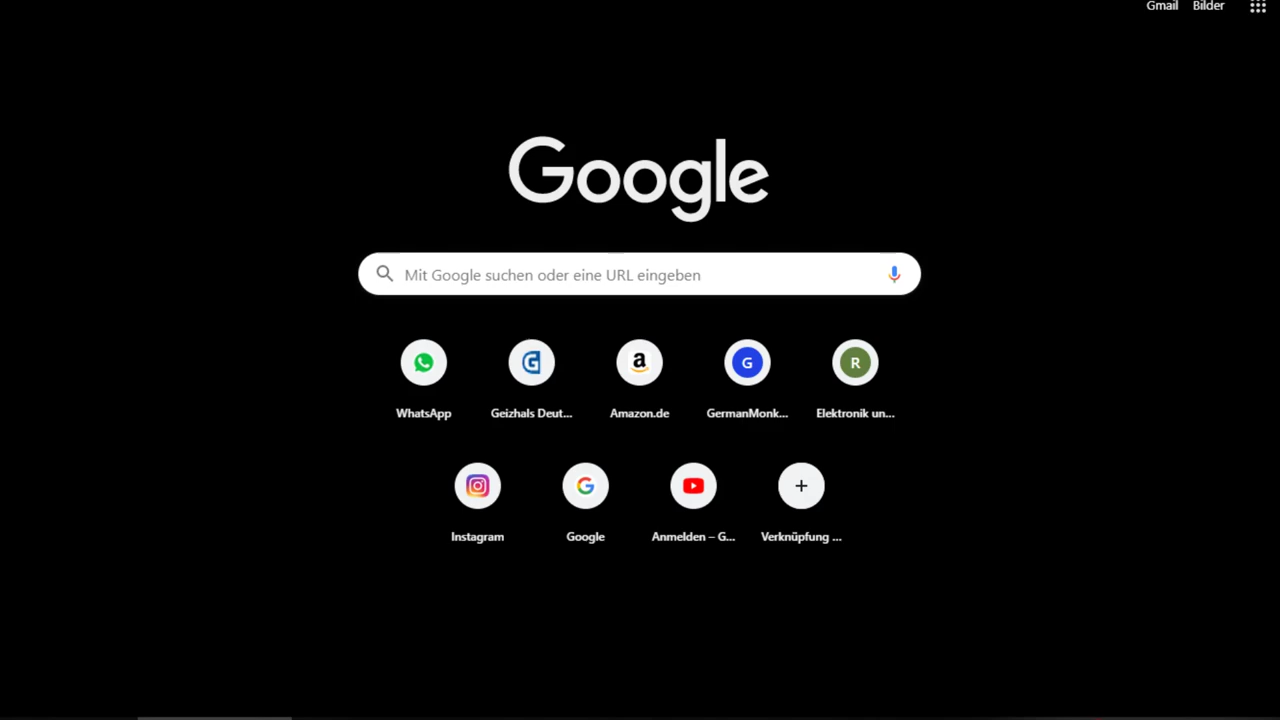 Gmail Bilder
Google
Mit Google suchen oder eine URL eingeben
a
G
R
WhatsApp
Geizhals Deut...
Amazon.de
GermanMonk...
Elektronik un...
Instagram
Google
Anmelden – G...
Verknüpfung ...